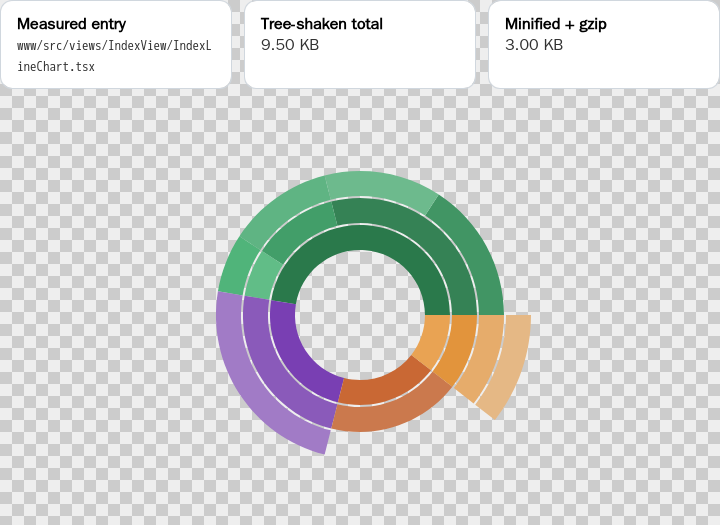 Measured entry
www/src/views/IndexView/IndexL
ineChart.tsx
Tree-shaken total
9.50 KB
Minified + gzip
3.00 KB